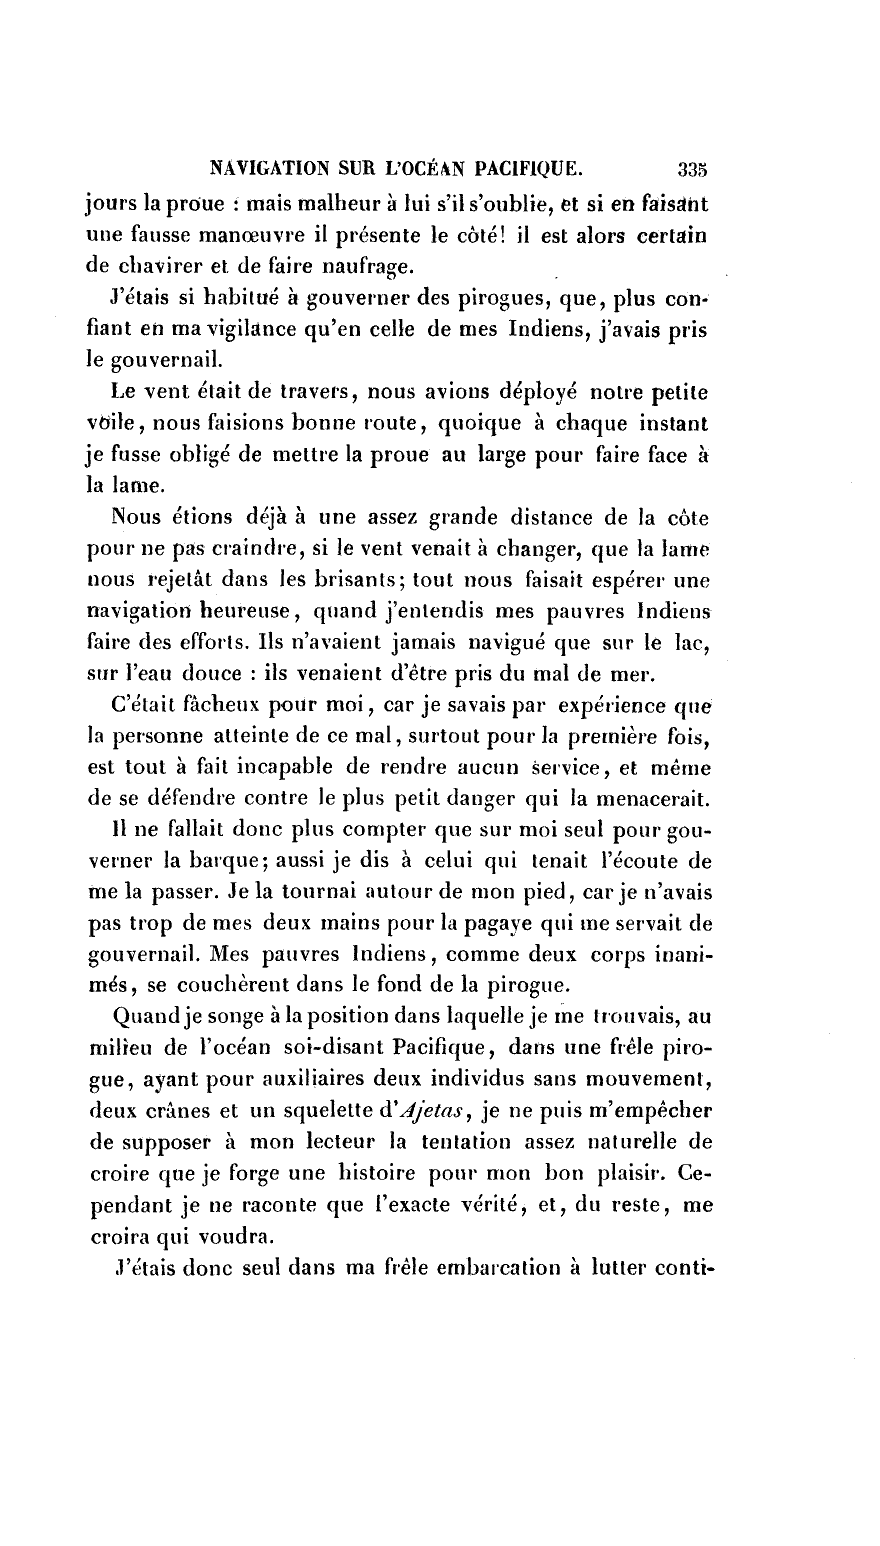 NAVIGATION SUR L'OCÉAN PACIFIQUE. 335
jours la proue : mais malheur à lui s'il s'oublie, et si en faisant
une fausse manœuvre il présente le côté! il est alors certain
de chavirer et de faire naufrage.
J'étais si habitué à gouverner des pirogues, que, plus con-
fiant en ma vigilance qu'en celle de mes Indiens, j'avais pris
le gouvernail.
Le vent était de travers, nous avions déployé notre petite
voile, nous faisions bonne route, quoique à chaque instant
je fusse obligé de mettre la proue au large pour faire face à
la lame.
Nous étions déjà à une assez grande distance de la côte
pour ne pas craindre, si le vent venait à changer, que la lame
nous rejetât dans les brisants; tout nous faisait espérer une
navigation heureuse, quand j'entendis mes pauvres Indiens
faire des efforts. Ils n'avaient jamais navigué que sur le lac,
sur l'eau douce : ils venaient d'être pris du mal de mer.
C'était fâcheux pour moi, car je savais par expérience que
la personne atteinte de ce mal, surtout pour la première fois,
est tout à fait incapable de rendre aucun service, et même
de se défendre contre le plus petit danger qui la menacerait.
Il ne fallait donc plus compter que sur moi seul pour gou-
verner la barque; aussi je dis à celui qui tenait l'écoute de
me la passer. Je la tournai autour de mon pied, car je n'avais
pas trop de mes deux mains pour la pagaye qui me servait de
gouvernail. Mes pauvres Indiens, comme deux corps inani-
més, se couchèrent dans le fond de la pirogue.
Quand je songe à la position dans laquelle je me trouvais, au
milieu de l'océan soi-disant Pacifique, dans une frêle piro-
gue, ayant pour auxiliaires deux individus sans mouvement,
deux crânes et un squelette d'Ajetas, je ne puis m'empêcher
de supposer à mon lecteur la tentation assez naturelle de
croire que je forge une histoire pour mon bon plaisir. Ce-
pendant je ne raconte que l'exacte vérité, et, du reste, me
croira qui voudra.
J'étais donc seul dans ma frêle embarcation à lutter conti-